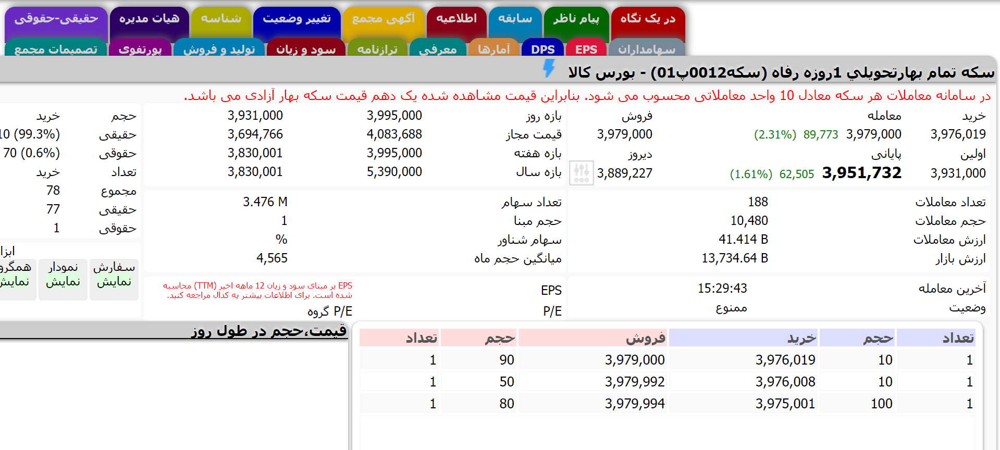 در یک نگاه	پیام ناظر	سابقه	اطلاعیه	آگهی مجمع	تغییر وضعیت	شناسه	هیات مدیره	حقیقی-حقوقی
سهامداران	EPS	DPS	آمارها	معرفی	ترازنامه	سود و زیان	تولید و فروش	پورتفوی	تصمیمات مجمع
سکه تمام بهارتحویلي 1روزه رفاه (سکه0012پ01) - بورس کالا
در سامانه معاملات هر سکه معادل 10 واحد معاملاتی محسوب می شود. بنابراین قیمت مشاهده شده یک دهم قیمت سکه بهار آزادی می باشد.
خرید	معامله	فروش
3,976,019	3,979,000	89,773	(2.31%)	3,979,000
اولین	پایانی	دیروز
3,931,000	3,951,732	62,505	(1.61%)	3,889,227
تعداد معاملات	188
حجم معاملات	10,480
ارزش معاملات	41.414 B
ارزش بازار	13,734.64 B
آخرین معامله	15:29:43
وضعیت	ممنوع
بازه روز	3,995,000	3,931,000
قیمت مجاز	4,083,688	3,694,766
بازه هفته	3,995,000	3,830,001
بازه سال	5,390,000	3,830,001
تعداد سهام	3.476 M
حجم مبنا	1
سهام شناور	%
میانگین حجم ماه	4,565
EPS	EPS بر مبنای سود و زیان 12 ماهه اخیر (TTM) محاسبه
شده است. برای اطلاعات بیشتر به کدال مراجعه کنید.
P/E	P/E گروه
حجم	خرید
حقیقی	10 (99.3%)
حقوقی	70 (0.6%)
تعداد	خرید
مجموع	78
حقیقی	77
حقوقی	1
سفارش	نمودار
نمایش	نمایش	نمایش
تعداد	حجم	خرید	فروش	حجم	تعداد
1	10	3,976,019	3,979,000	90	1
1	10	3,976,008	3,979,992	50	1
1	100	3,975,001	3,979,994	80	1
قیمت،حجم در طول روز